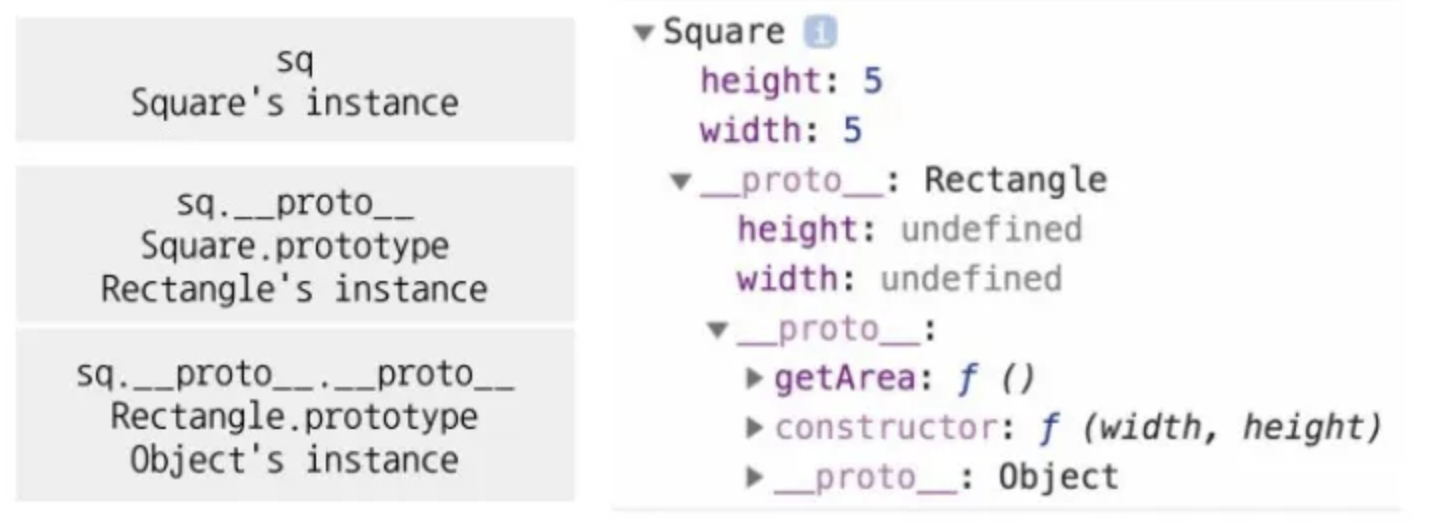 sq
Square's instance
sq.__proto__
Square.prototype
Rectangle's instance
sq.__proto__.__proto__
Rectangle.prototype
Object's instance
▼ Square i
height: 5
width: 5
▼ __proto__: Rectangle
height: undefined
width: undefined
▼ __proto__:
▶ getArea: ƒ ()
▶ constructor: ƒ (width, height)
▶ __proto__: Object